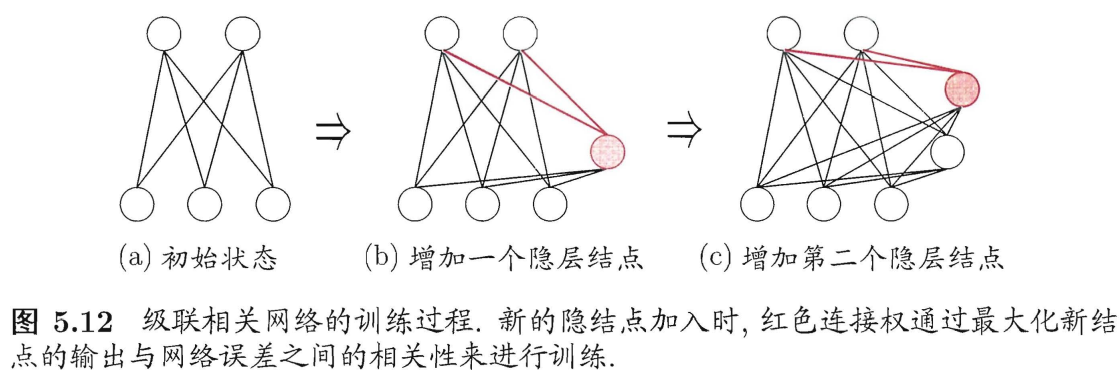 (a) 初始状态
(b) 增加一个隐层结点
(c) 增加第二个隐层结点
图 5.12 级联相关网络的训练过程. 新的隐结点加入时, 红色连接权通过最大化新结
点的输出与网络误差之间的相关性来进行训练.